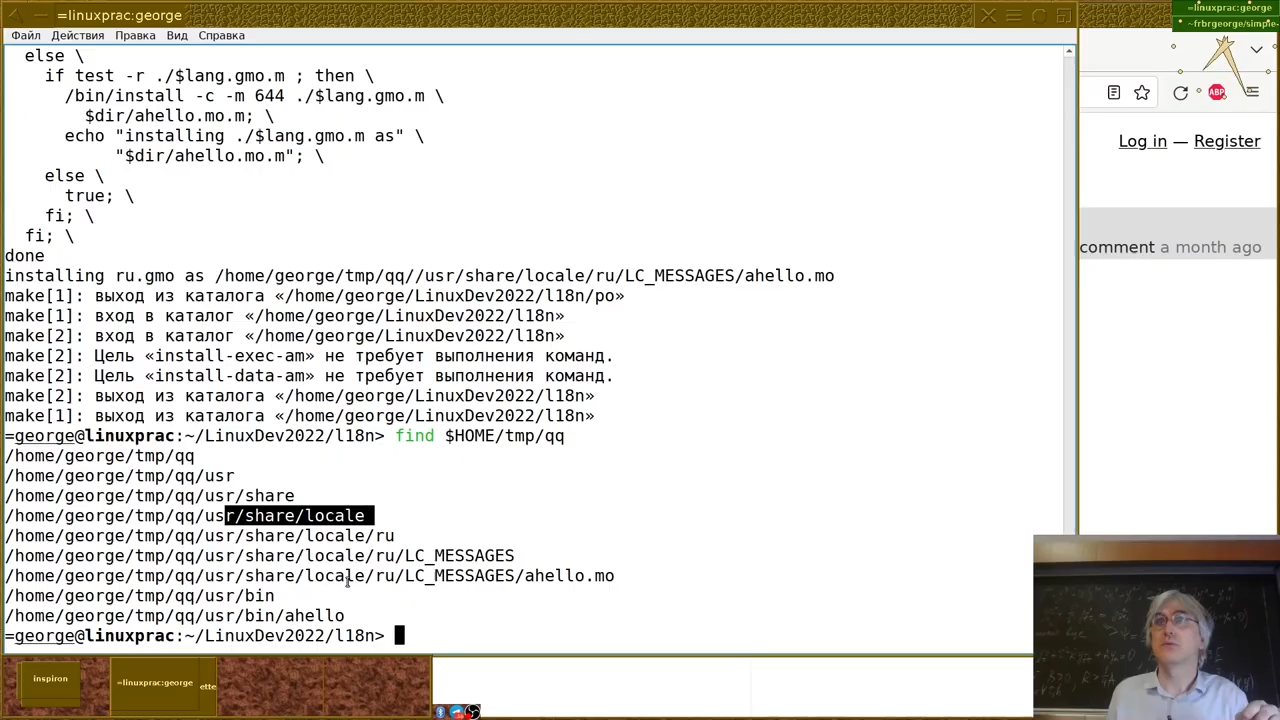 =linuxprac:george
Файл Действия Правка Вид Справка
else \
if test -r ./$lang.gmo.m ; then \
/bin/install -c -m 644 ./$lang.gmo.m \
$dir/ahello.mo.m; \
echo "installing ./$lang.gmo.m as" \
"$dir/ahello.mo.m"; \
else \
true; \
fi; \
fi; \
done
installing ru.gmo as /home/george/tmp/qq//usr/share/locale/ru/LC_MESSAGES/ahello.mo
make[1]: выход из каталога «/home/george/LinuxDev2022/l18n/po»
make[1]: вход в каталог «/home/george/LinuxDev2022/l18n»
make[2]: вход в каталог «/home/george/LinuxDev2022/l18n»
make[2]: Цель «install-exec-am» не требует выполнения команд.
make[2]: Цель «install-data-am» не требует выполнения команд.
make[2]: выход из каталога «/home/george/LinuxDev2022/l18n»
make[1]: выход из каталога «/home/george/LinuxDev2022/l18n»
=george@linuxprac:~/LinuxDev2022/l18n> find $HOME/tmp/qq
/home/george/tmp/qq
/home/george/tmp/qq/usr
/home/george/tmp/qq/usr/share
/home/george/tmp/qq/usr/share/locale
/home/george/tmp/qq/usr/share/locale/ru
/home/george/tmp/qq/usr/share/locale/ru/LC_MESSAGES
/home/george/tmp/qq/usr/share/locale/ru/LC_MESSAGES/ahello.mo
/home/george/tmp/qq/usr/bin
/home/george/tmp/qq/usr/bin/ahello
=george@linuxprac:~/LinuxDev2022/l18n>
=linuxprac:george
~frbrgeorge/simple-
ABP
Log in — Register
comment a month ago
inspiron
=linuxprac:george
ette